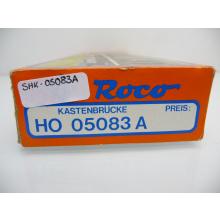 SHK-05083A
Roco
KASTENBRÜCKE PREIS:
HO 05083 A